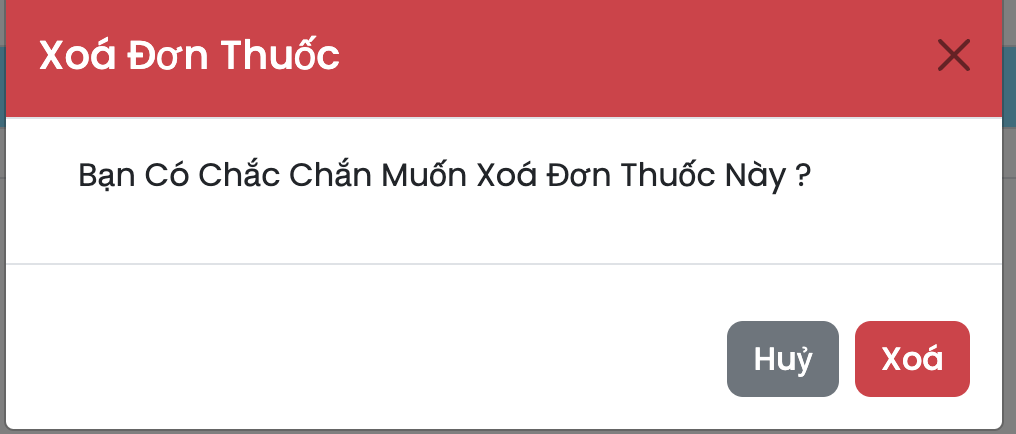 Xoá Đơn Thuốc
Bạn Có Chắc Chắn Muốn Xoá Đơn Thuốc Này ?
Huỷ Xoá